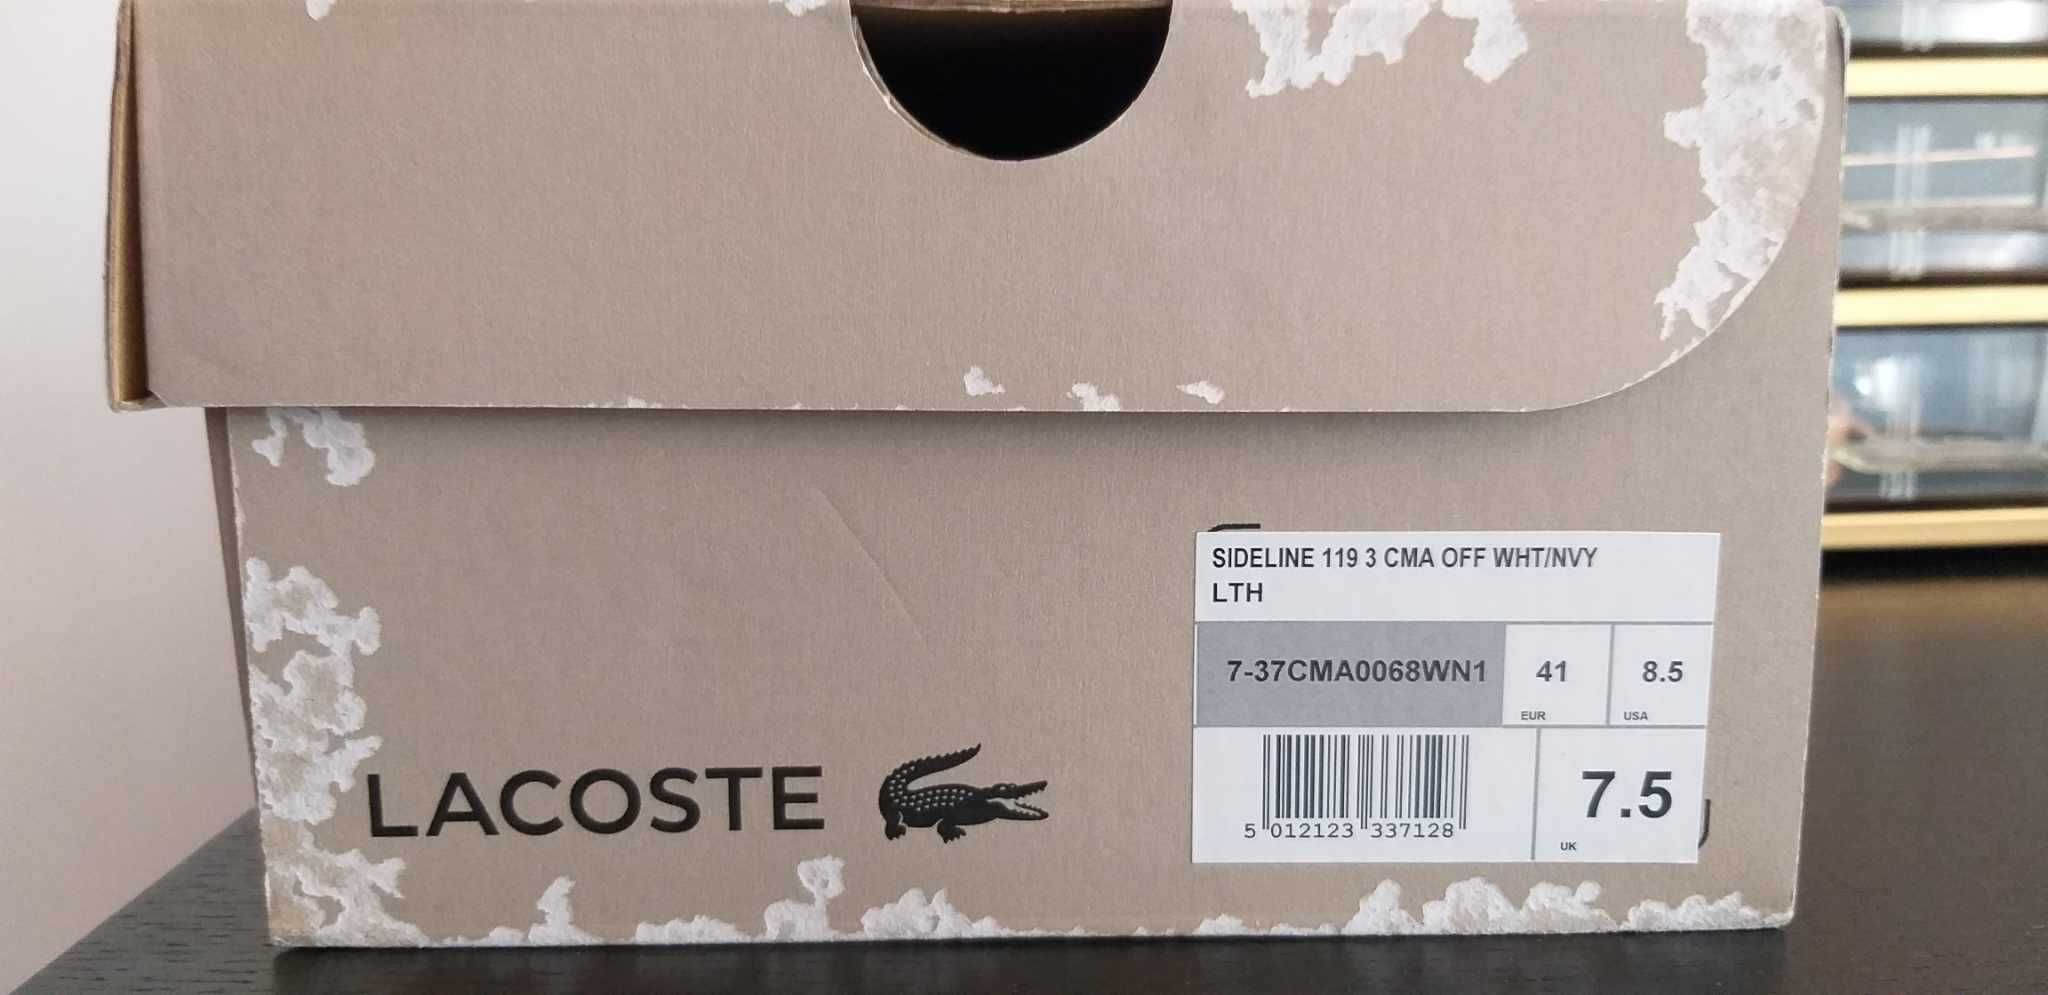 SIDELINE 119 3 CMA OFF WHT/NVY
LTH
7-37CMA0068WN1
41
EUR
8.5
USA
5 012123 337128
7.5
UK
LACOSTE